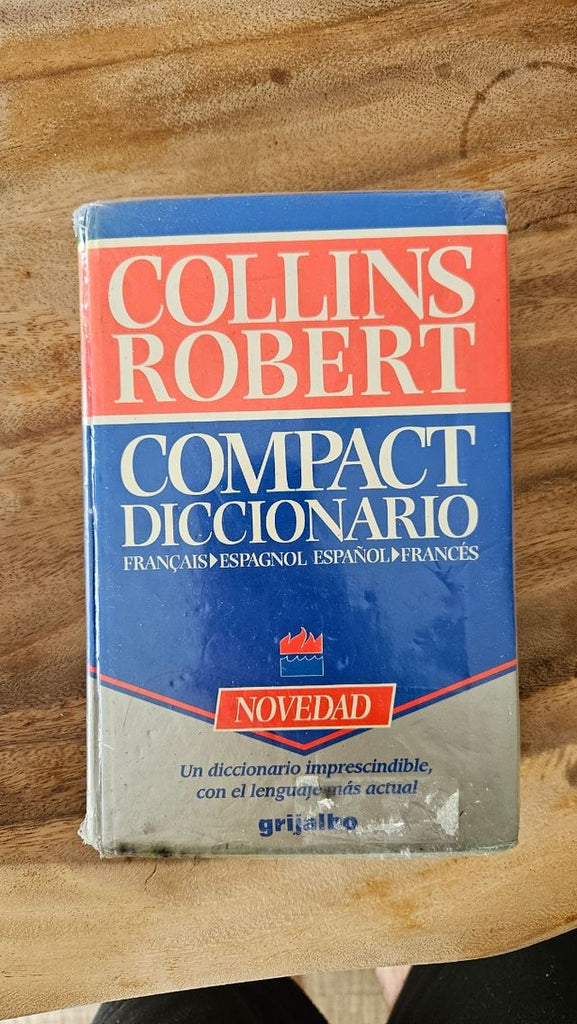 COLLINS
ROBERT
COMPACT
DICCIONARIO
FRANÇAIS▶ESPAGNOL ESPAÑOL▶FRANCÉS
NOVEDAD
Un diccionario imprescindible,
con el lenguaje más actual
grijalbo